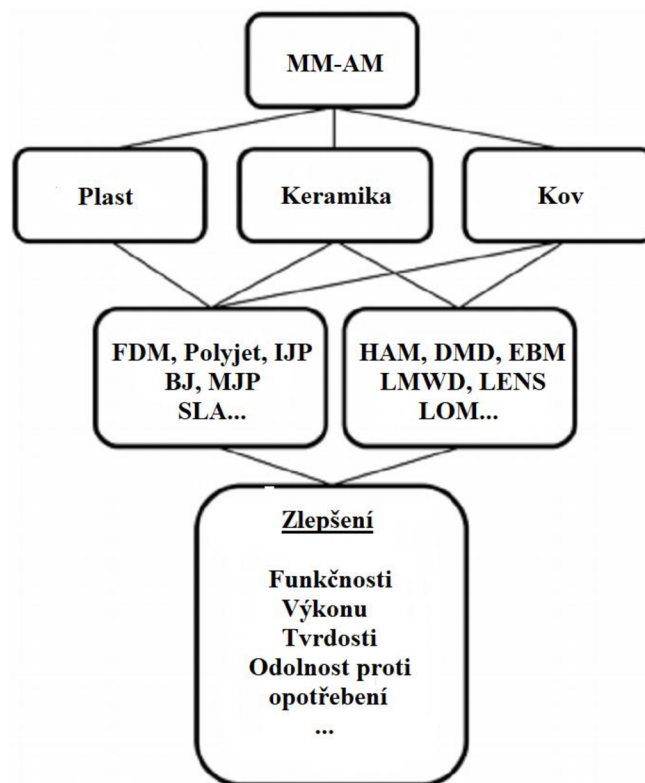 MM-AM
Plast
Keramika
Kov
FDM, Polyjet, IJP
BJ, MJP
SLA...
HAM, DMD, EBM
LMWD, LENS
LOM...
Zlepšení
Funkčnosti
Výkonu
Tvrdosti
Odolnost proti
opotřebení
...